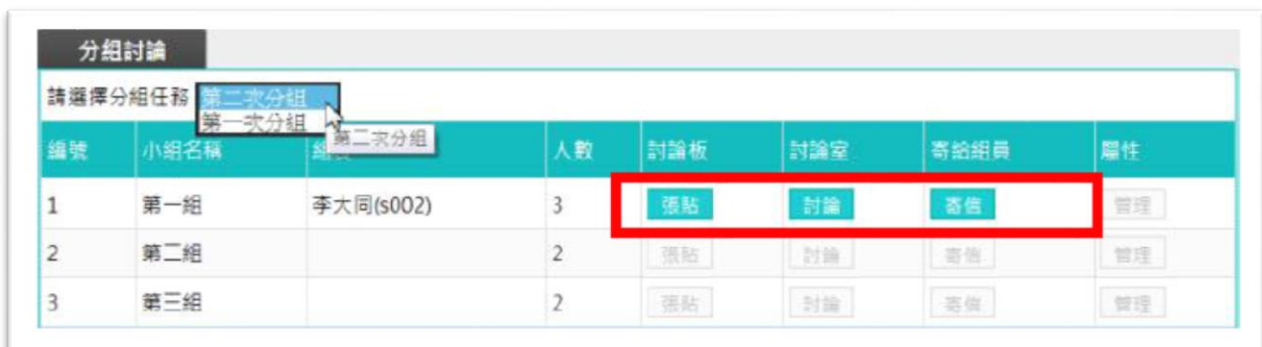 分組討論
請選擇分組任務 第二次分組
第一次分組
第二次分組
編號 小組名稱 人數 討論板 討論室 寄給組員 屬性
1 第一組 李大同(s002) 3 張貼 討論 寄信 管理
2 第二組 2 張貼 討論 寄信 管理
3 第三組 2 張貼 討論 寄信 管理